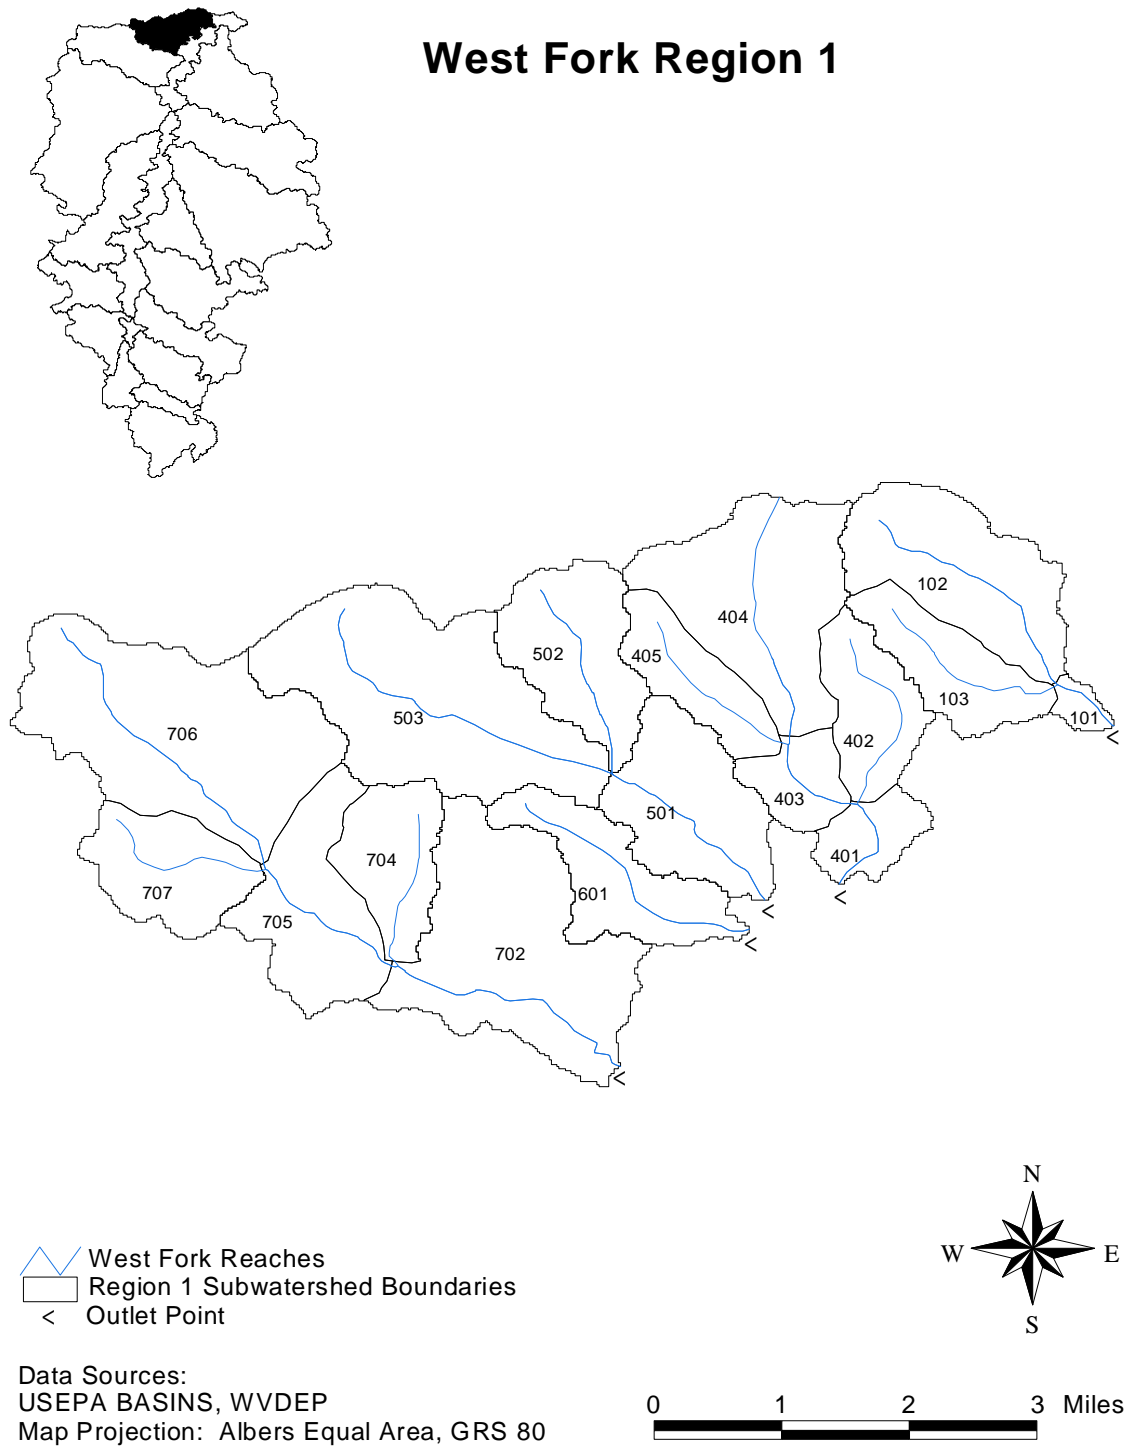 West Fork Region 1
102
404
502
405
103
503
101
706
402
403
501
401
704
707
601
705
702
N
W
E
S
West Fork Reaches
Region 1 Subwatershed Boundaries
< Outlet Point
Data Sources:
USEPA BASINS, WVDEP
Map Projection: Albers Equal Area, GRS 80
0 1 2 3 Miles